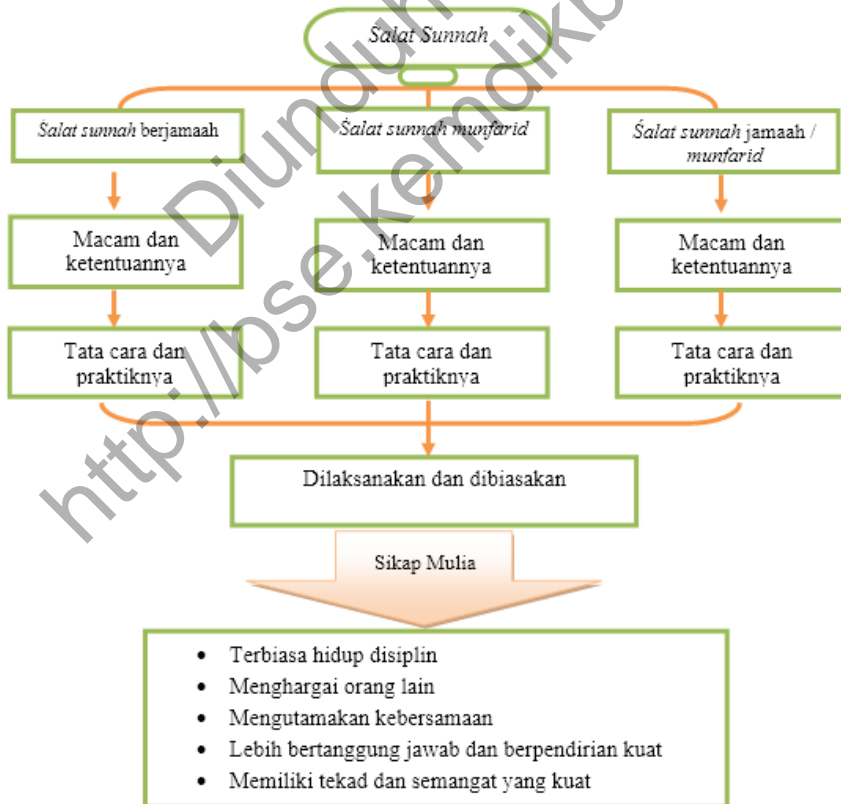 Ṡalat Sunnah
Ṡalat sunnah berjamaah
Ṡalat sunnah munfarid
Ṡalat sunnah jamaah /
munfarid
Macam dan
ketentuannya
Macam dan
ketentuannya
Macam dan
ketentuannya
Tata cara dan
praktiknya
Tata cara dan
praktiknya
Tata cara dan
praktiknya
Dilaksanakan dan dibiasakan
Sikap Mulia
• Terbiasa hidup disiplin
• Menghargai orang lain
• Mengutamakan kebersamaan
• Lebih bertanggung jawab dan berpendirian kuat
• Memiliki tekad dan semangat yang kuat
http://bse.kemdikb